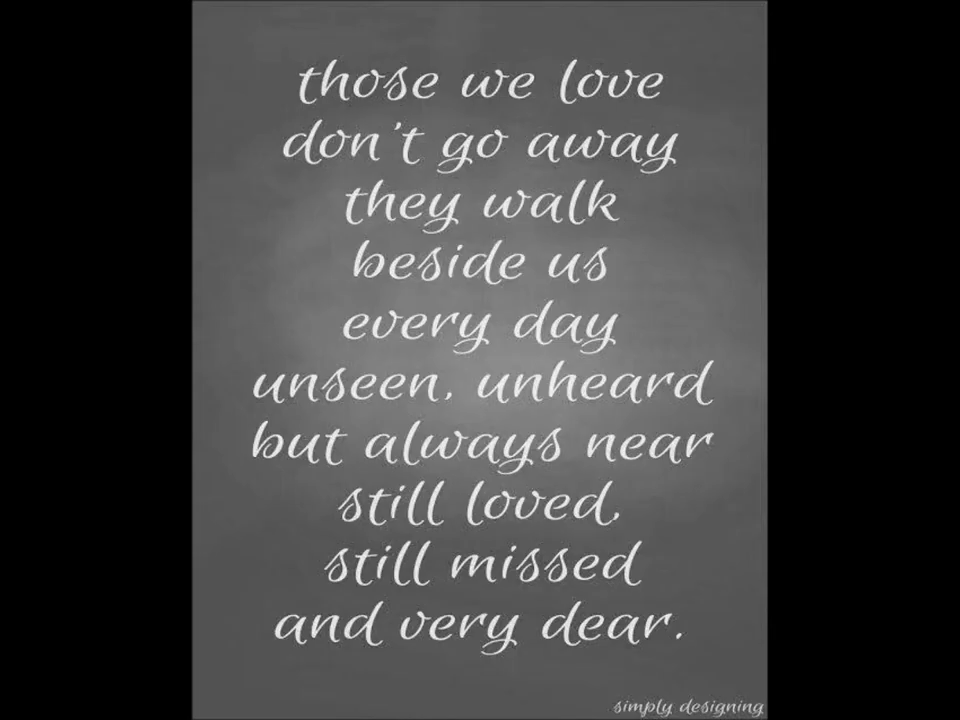 those we love
don't go away
they walk
beside us
every day
unseen, unheard
but always near
still loved,
still missed
and very dear.
simply designing